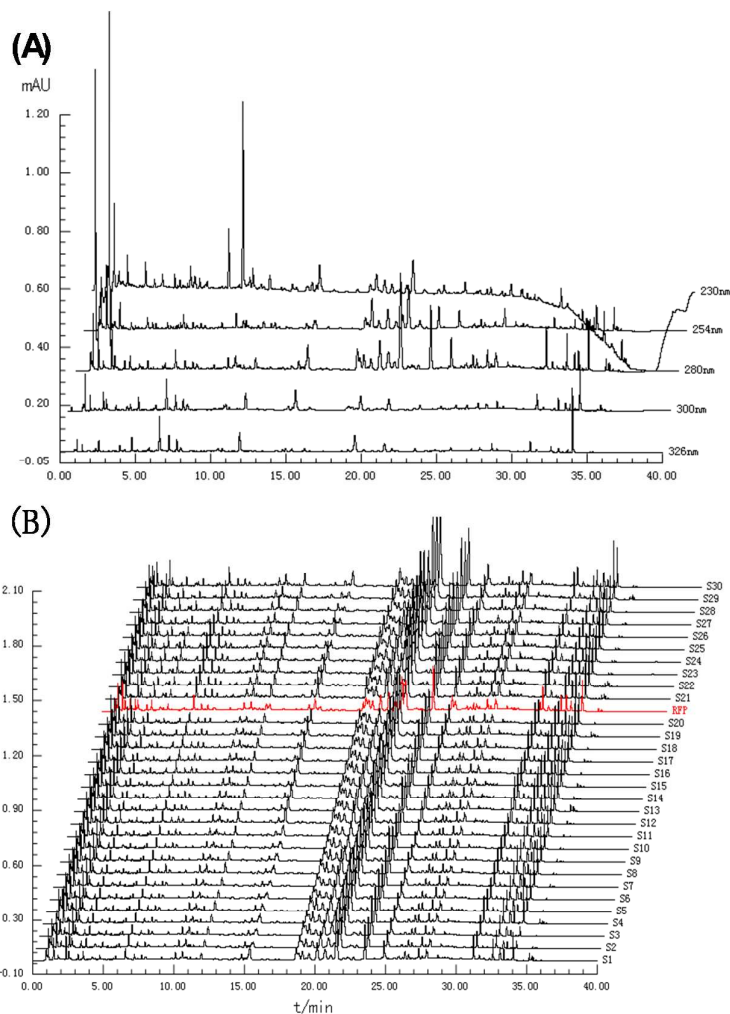 (A)
mAU
1.20
1.00
0.80
0.60
0.40
0.20
-0.05
230nm
254nm
280nm
300nm
326nm
0.00 5.00 10.00 15.00 20.00 25.00 30.00 35.00 40.00
(B)
2.10
1.80
1.50
1.20
0.90
0.60
0.30
-0.10
S30
S29
S28
S27
S26
S25
S24
S23
S22
S21
RFP
S20
S19
S18
S17
S16
S15
S14
S13
S12
S11
S10
S9
S8
S7
S6
S5
S4
S3
S2
S1
0.00 5.00 10.00 15.00 20.00 25.00 30.00 35.00 40.00
t/min